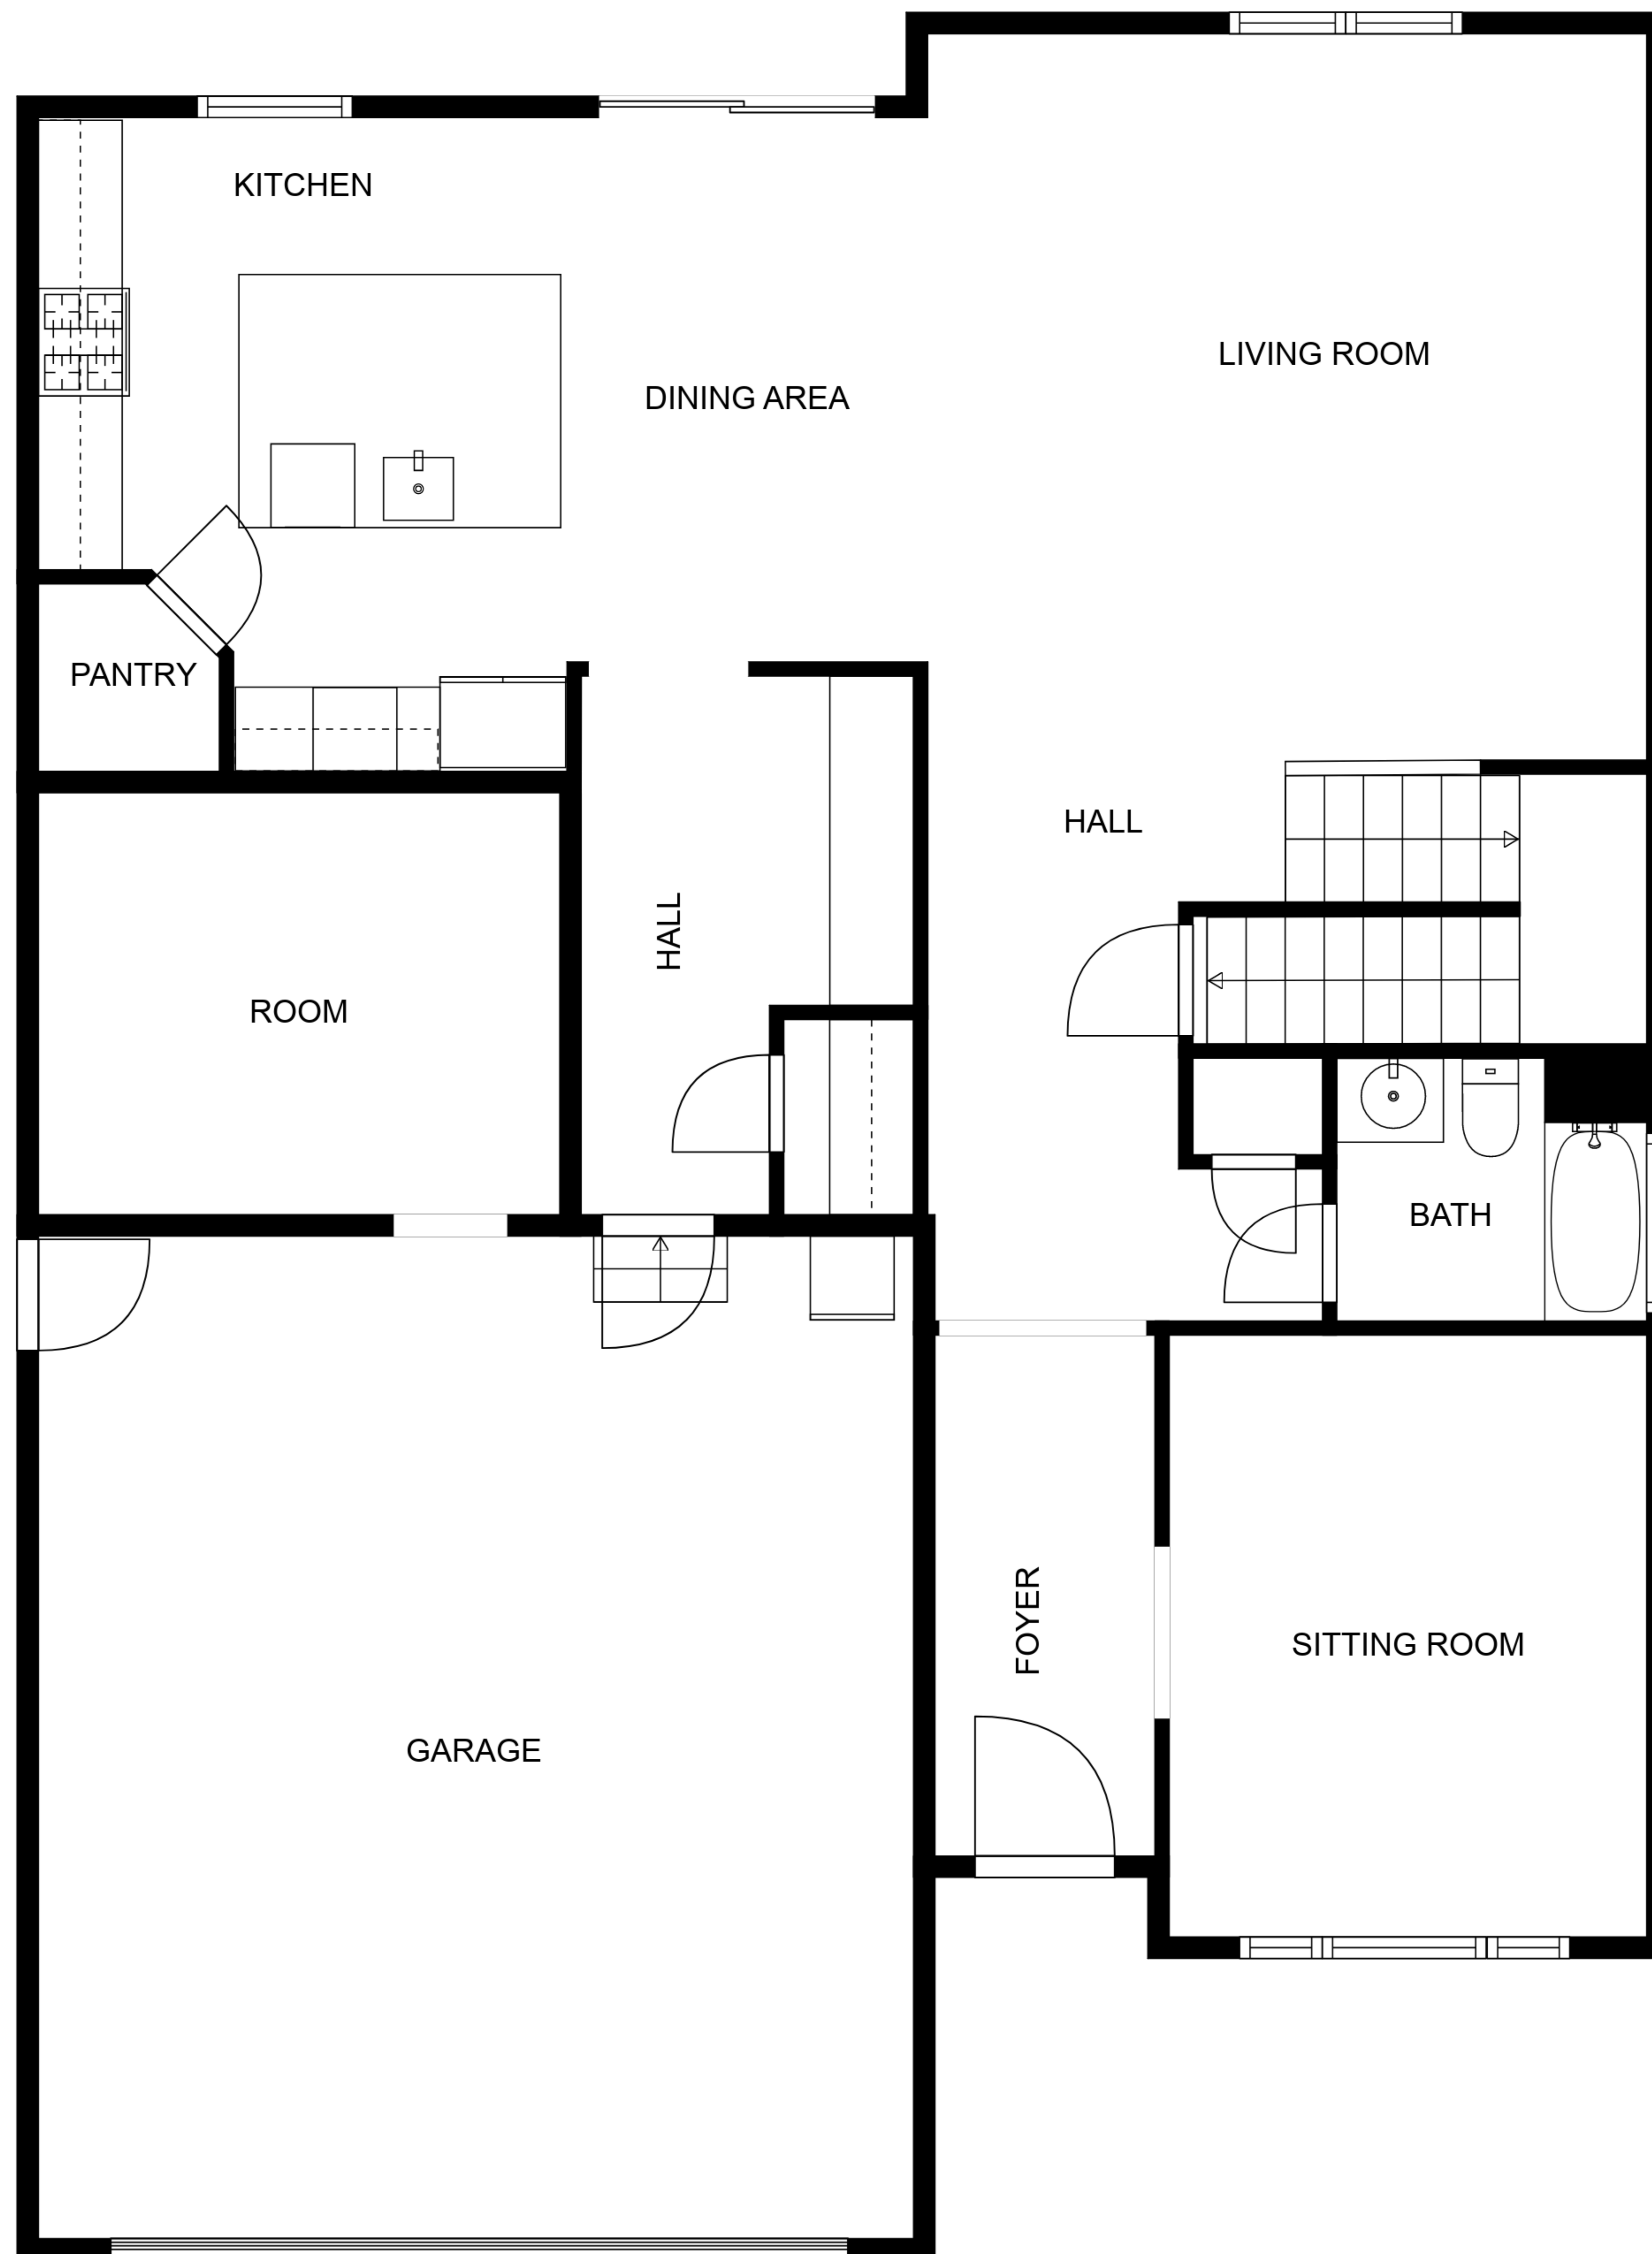 KITCHEN
LIVING ROOM
DINING AREA
PANTRY
HALL
HALL
ROOM
BATH
FOYER
SITTING ROOM
GARAGE